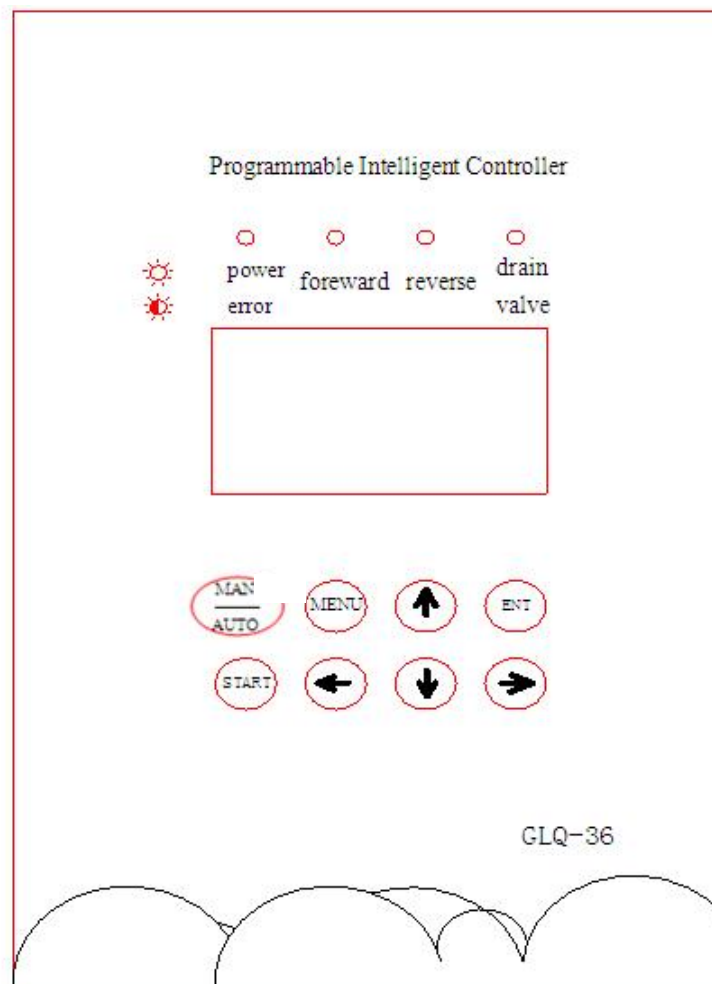 Programmable Intelligent Controller
power foreward reverse drain
error valve
MAN MENU ENT
AUTO
START
GLQ-36